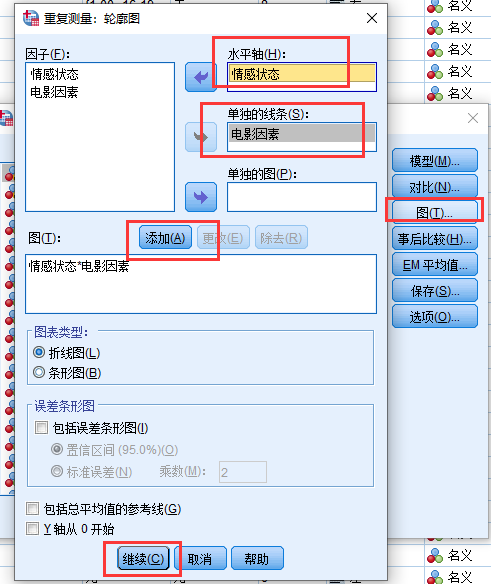 重复测量：轮廓图
因子(F):
情感状态
电影因素
水平轴(H):
情感状态
单独的线条(S):
电影因素
单独的图(P):
图(T):
添加(A)
更改(E)
除去(R)
情感状态*电影因素
图表类型:
折线图(L)
条形图(B)
误差条形图
包括误差条形图(I)
置信区间 (95.0%)(O)
标准误差(N)
乘数(M):
2
包括总平均值的参考线(G)
Y 轴从 0 开始
继续(C)
取消
帮助
模型(M)...
对比(N)...
图(T)...
事后比较(H)...
EM 平均值...
保存(S)...
选项(O)...
名义
名义
名义
名义
名义
名义